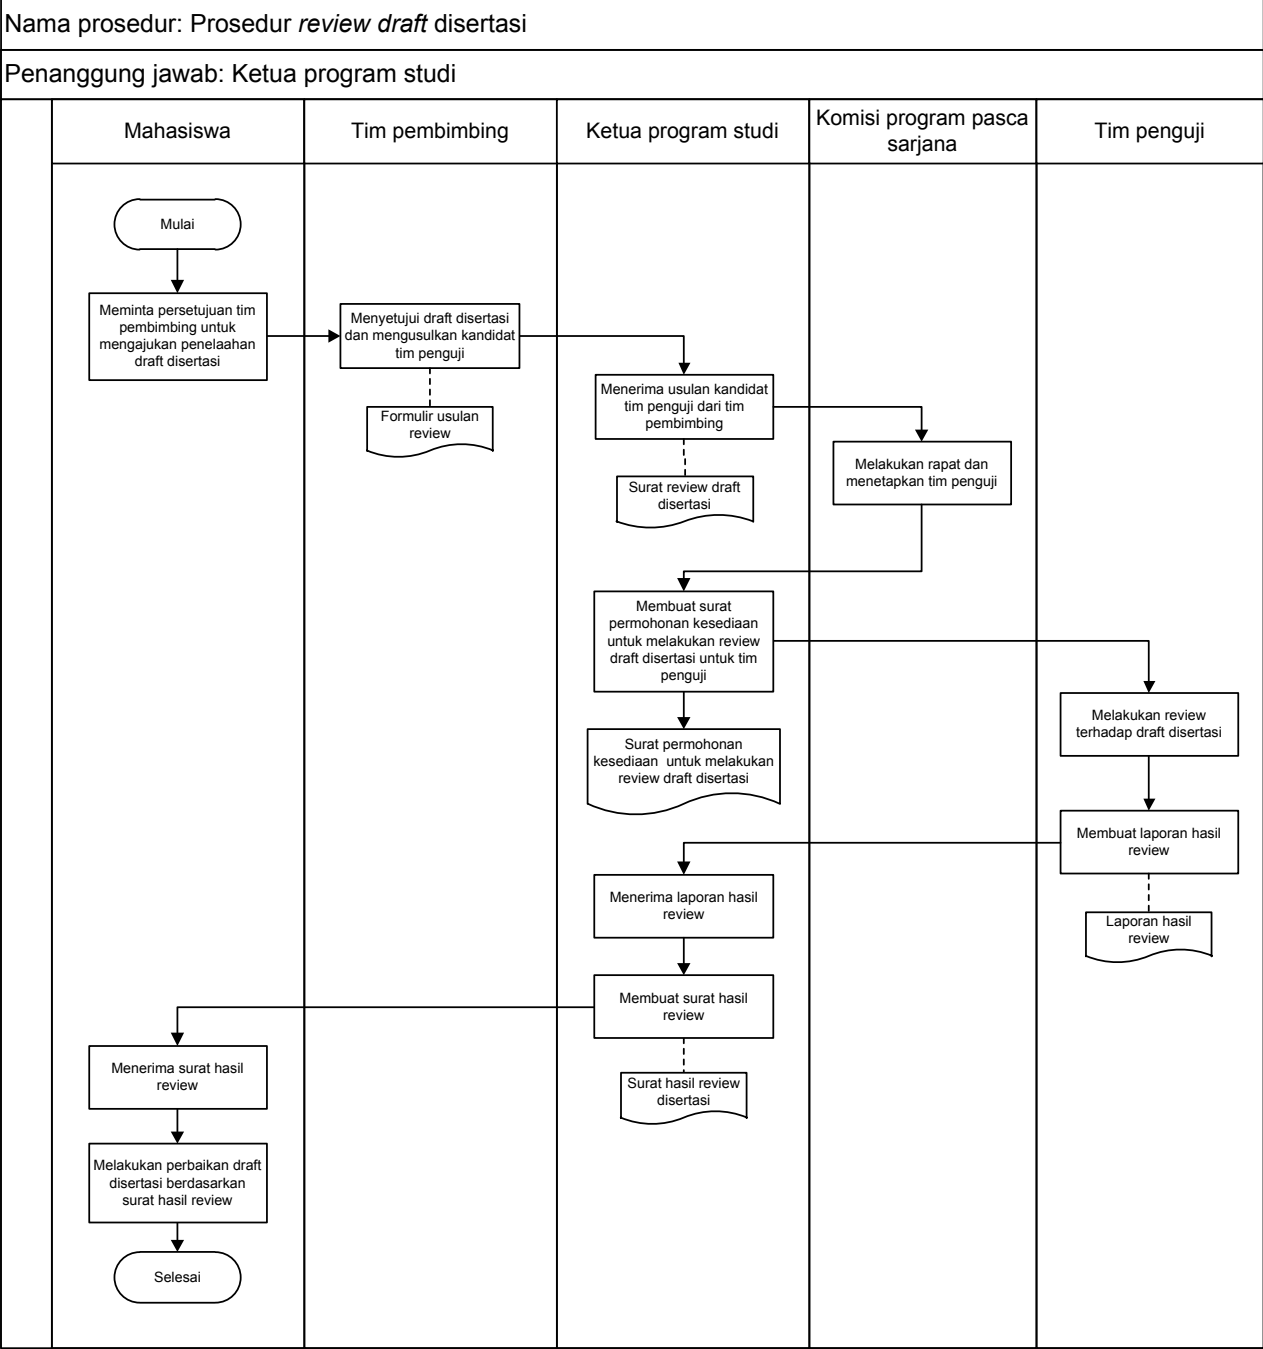 Nama prosedur: Prosedur review draft disertasi
Penanggung jawab: Ketua program studi
Mahasiswa
Tim pembimbing
Ketua program studi
Komisi program pasca
sarjana
Tim penguji
Mulai
Meminta persetujuan tim
pembimbing untuk
mengajukan penelaahan
draft disertasi
Menyetujui draft disertasi
dan mengusulkan kandidat
tim penguji
Formulir usulan
review
Menerima usulan kandidat
tim penguji dari tim
pembimbing
Surat review draft
disertasi
Melakukan rapat dan
menetapkan tim penguji
Membuat surat
permohonan kesediaan
untuk melakukan review
draft disertasi untuk tim
penguji
Surat permohonan
kesediaan untuk melakukan
review draft disertasi
Melakukan review
terhadap draft disertasi
Membuat laporan hasil
review
Laporan hasil
review
Menerima laporan hasil
review
Membuat surat hasil
review
Surat hasil review
disertasi
Menerima surat hasil
review
Melakukan perbaikan draft
disertasi berdasarkan
surat hasil review
Selesai